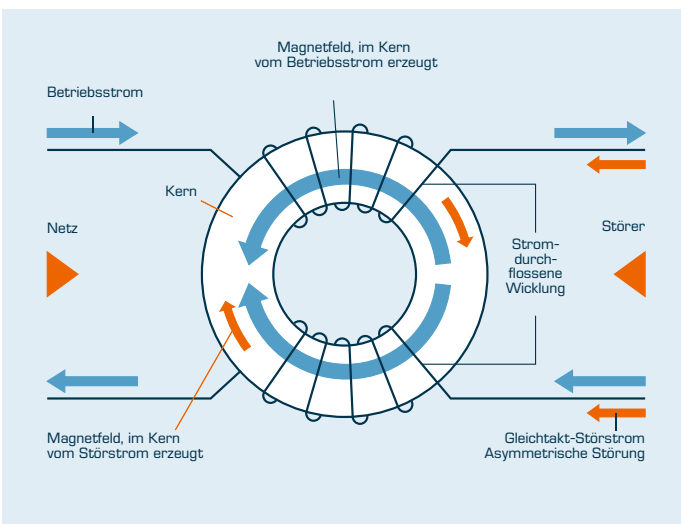 Magnetfeld, im Kern
vom Betriebsstrom erzeugt
Betriebsstrom
Kern
Netz
Störer
Strom-
durch-
flossene
Wicklung
Magnetfeld, im Kern
vom Störstrom erzeugt
Gleichtakt-Störstrom
Asymmetrische Störung